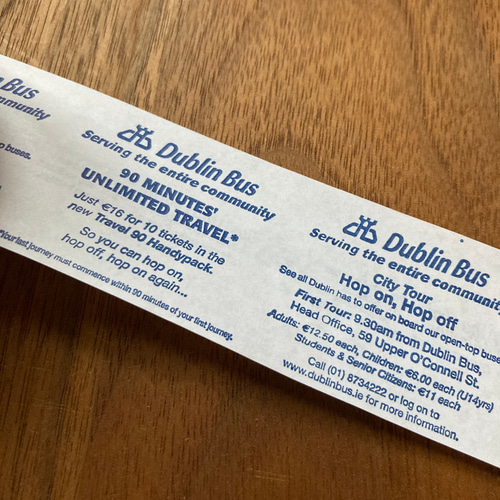 Bus
community
buses.
Dublin Bus
Serving the entire community
90 MINUTES'
UNLIMITED TRAVEL*
Just €16 for 10 tickets in the
new Travel 90 Handypack.
So you can hop on,
hop off, hop on again...
*Your last journey must commence within 90 minutes of your first journey.
Dublin Bus
Serving the entire community
City Tour
Hop on, Hop off
See all Dublin has to offer on board our open-top buses
First Tour: 9.30am from Dublin Bus,
Head Office, 59 Upper O'Connell St.
Adults: €12.50 each, Children: €6.00 each (U14yrs)
Students & Senior Citizens: €11 each
Call (01) 8734222 or log on to
www.dublinbus.ie for more information.